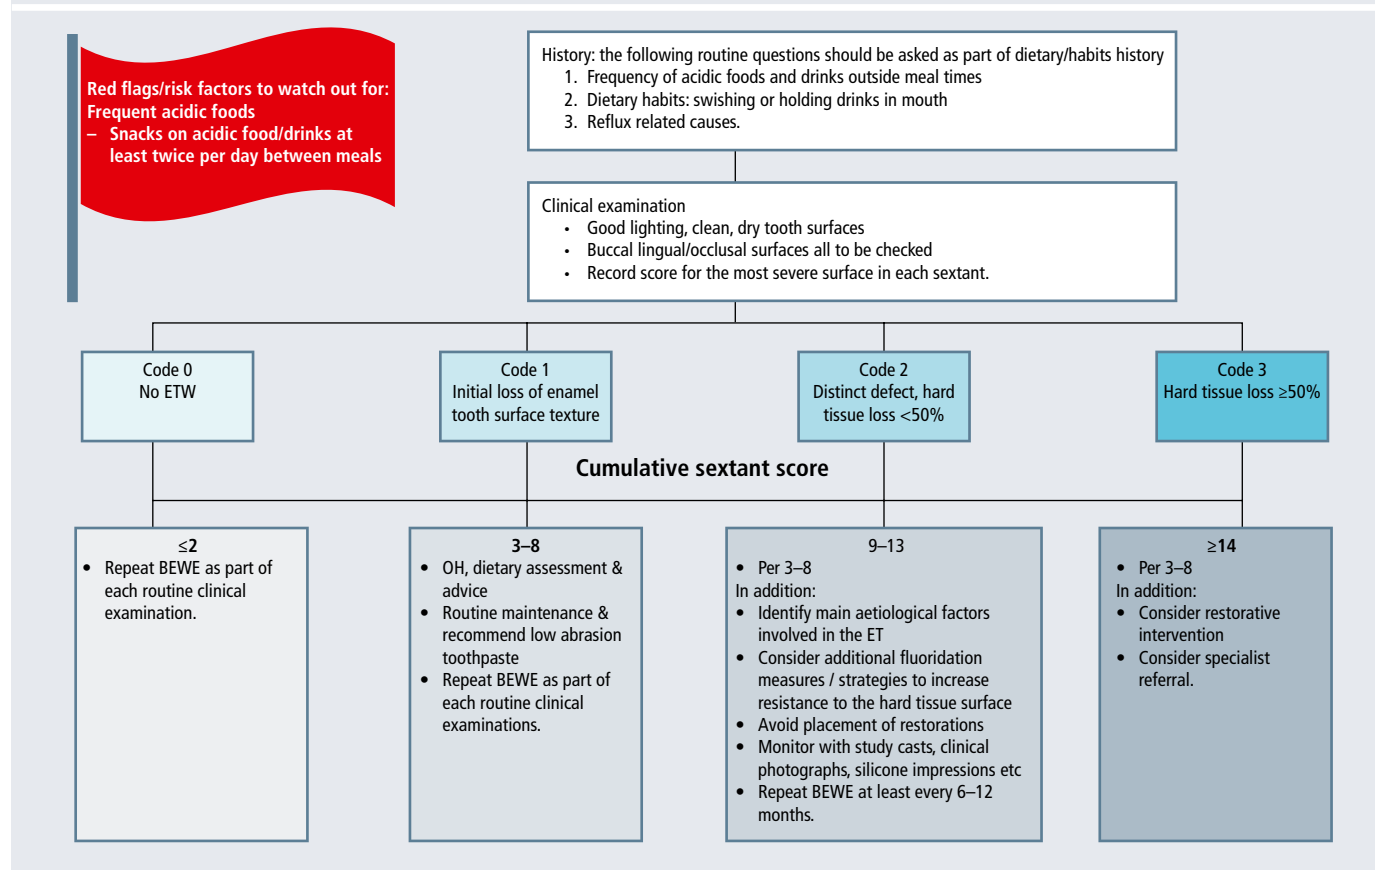 Red flags/risk factors to watch out for:
Frequent acidic foods
– Snacks on acidic food/drinks at
least twice per day between meals
History: the following routine questions should be asked as part of dietary/habits history
1. Frequency of acidic foods and drinks outside meal times
2. Dietary habits: swishing or holding drinks in mouth
3. Reflux related causes.
Clinical examination
• Good lighting, clean, dry tooth surfaces
• Buccal lingual/occlusal surfaces all to be checked
• Record score for the most severe surface in each sextant.
Code 0
No ETW
Code 1
Initial loss of enamel
tooth surface texture
Code 2
Distinct defect, hard
tissue loss <50%
Code 3
Hard tissue loss ≥50%
Cumulative sextant score
≤2
• Repeat BEWE as part of
each routine clinical
examination.
3–8
• OH, dietary assessment &
advice
• Routine maintenance &
recommend low abrasion
toothpaste
• Repeat BEWE as part of
each routine clinical
examinations.
9–13
• Per 3–8
In addition:
• Identify main aetiological factors
involved in the ET
• Consider additional fluoridation
measures / strategies to increase
resistance to the hard tissue surface
• Avoid placement of restorations
• Monitor with study casts, clinical
photographs, silicone impressions etc
• Repeat BEWE at least every 6–12
months.
≥14
• Per 3–8
In addition:
• Consider restorative
intervention
• Consider specialist
referral.